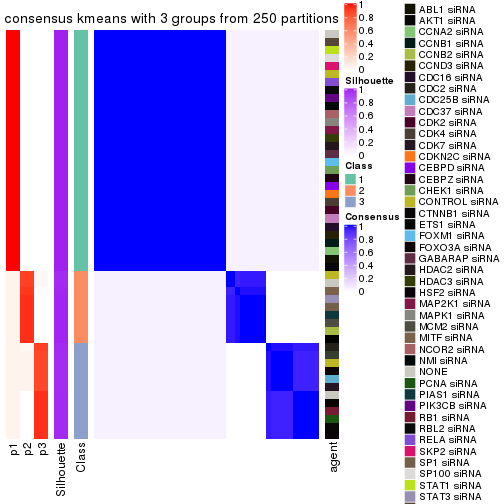 consensus kmeans with 3 groups from 250 partitions
p1
p2
p3
Silhouette
Class
agent
1
0.8
0.6
0.4
0.2
0
Silhouette
1
0.8
0.6
0.4
0.2
0
Class
1
2
3
Consensus
1
0.8
0.6
0.4
0.2
0
ABL1 siRNA
AKT1 siRNA
CCNA2 siRNA
CCNB1 siRNA
CCNB2 siRNA
CCND3 siRNA
CDC16 siRNA
CDC2 siRNA
CDC25B siRNA
CDC37 siRNA
CDK2 siRNA
CDK4 siRNA
CDK7 siRNA
CDKN2C siRNA
CEBPD siRNA
CEBPZ siRNA
CHEK1 siRNA
CONTROL siRNA
CTNNB1 siRNA
ETS1 siRNA
FOXM1 siRNA
FOXO3A siRNA
GABARAP siRNA
HDAC2 siRNA
HDAC3 siRNA
HSF2 siRNA
MAP2K1 siRNA
MAPK1 siRNA
MCM2 siRNA
MITF siRNA
NCOR2 siRNA
NMI siRNA
NONE
PCNA siRNA
PIAS1 siRNA
PIK3CB siRNA
RB1 siRNA
RBL2 siRNA
RELA siRNA
SKP2 siRNA
SP1 siRNA
SP100 siRNA
STAT1 siRNA
STAT3 siRNA